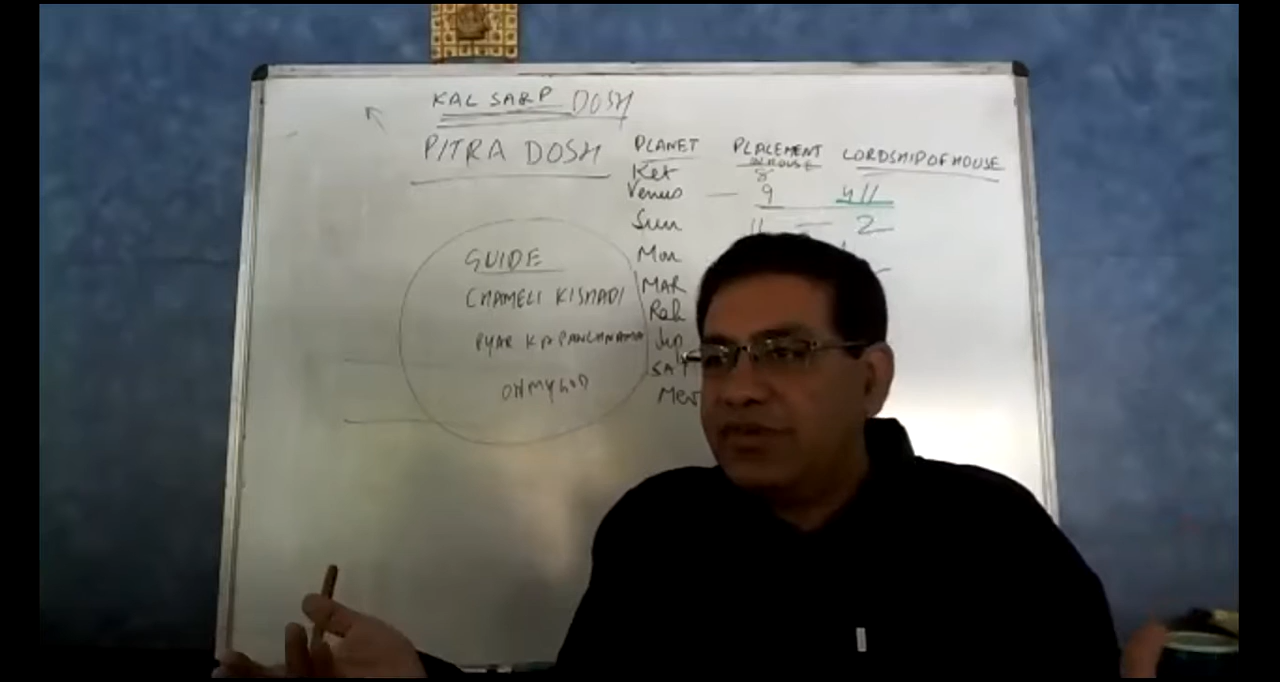 KAL SARP DOSH
PITRA DOSH
PLANET PLACEMENT IN HOUSE LORDSHIP OF HOUSE
Ket 8
Venus — 9 4 11
Sun 11 — 2
Mon
MAR
Rah
Jup
SAT
Mer
GUIDE
CHAMELI KI SHADI
PYAR KA PANCHNAMA
OH MY GOD